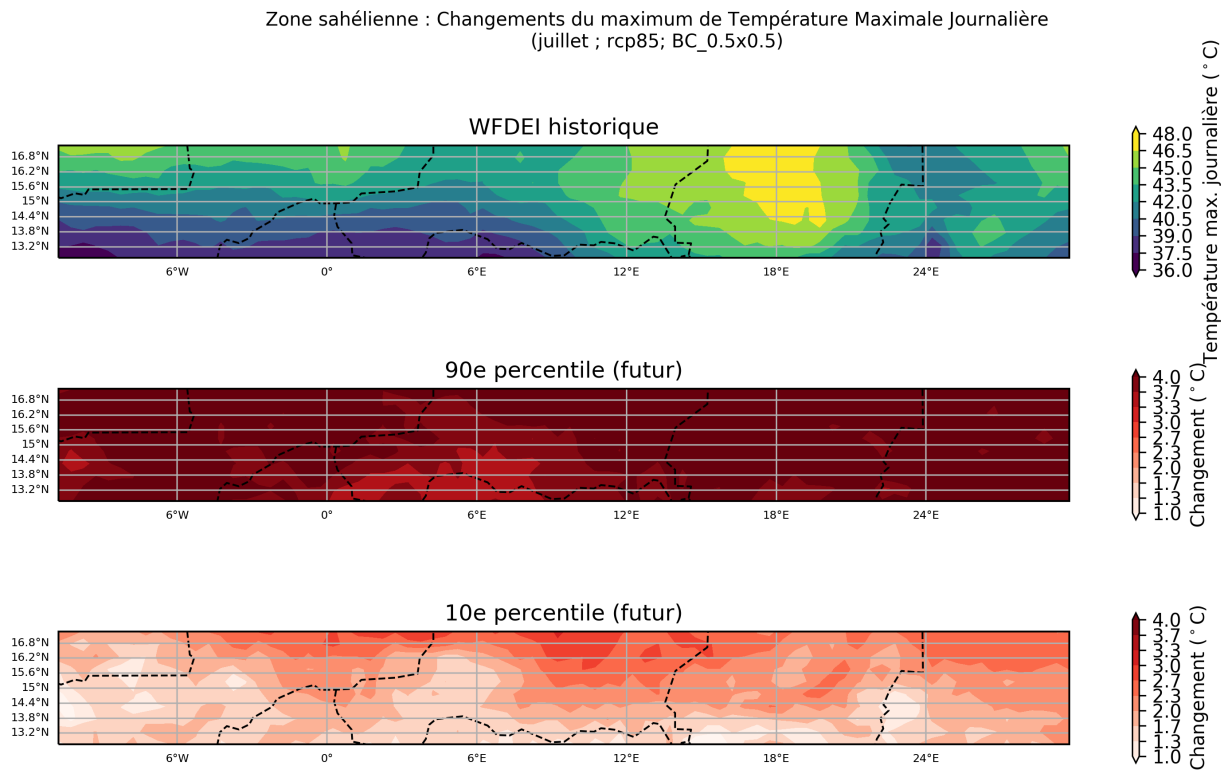 Zone sahélienne : Changements du maximum de Température Maximale Journalière
(juillet ; rcp85; BC_0.5x0.5)
WFDEI historique
16.8°N
16.2°N
15.6°N
15°N
14.4°N
13.8°N
13.2°N
6°W
0°
6°E
12°E
18°E
24°E
48.0
46.5
45.0
43.5
42.0
40.5
39.0
37.5
36.0
Température max. journalière (°C)
90e percentile (futur)
16.8°N
16.2°N
15.6°N
15°N
14.4°N
13.8°N
13.2°N
6°W
0°
6°E
12°E
18°E
24°E
4.0
3.7
3.3
3.0
2.7
2.3
2.0
1.7
1.3
1.0
Changement (°C)
10e percentile (futur)
16.8°N
16.2°N
15.6°N
15°N
14.4°N
13.8°N
13.2°N
6°W
0°
6°E
12°E
18°E
24°E
4.0
3.7
3.3
3.0
2.7
2.3
2.0
1.7
1.3
1.0
Changement (°C)